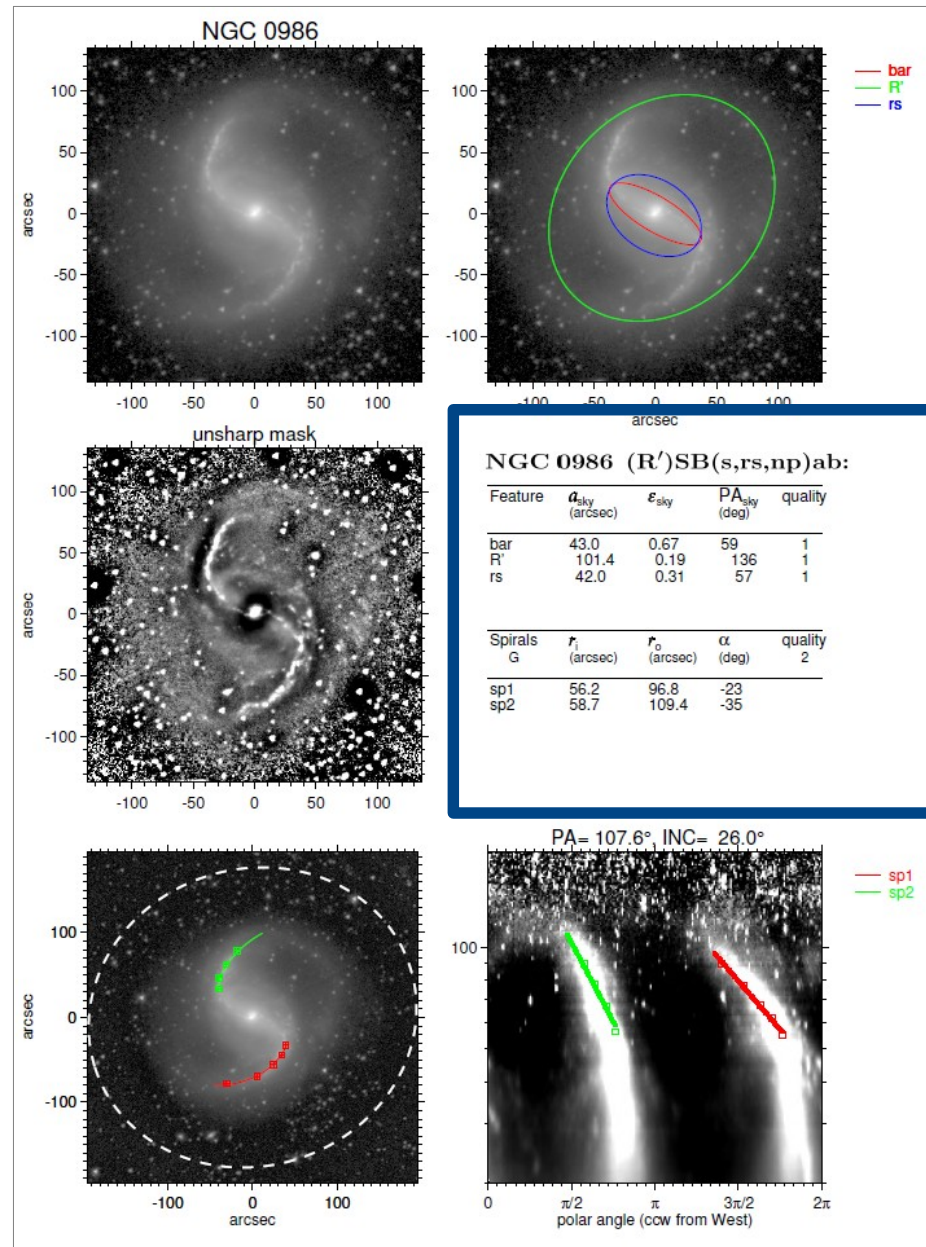 NGC 0986
100
50
0
-50
-100
arcsec
-100 -50 0 50 100
bar
R'
rs
100
50
0
-50
-100
-100 -50 0 50 100
arcsec
unsharp mask
100
50
0
-50
-100
arcsec
-100 -50 0 50 100
NGC 0986 (R′)SB(s,rs,np)ab:
Feature a sky ε sky PA sky quality
(arcsec) (deg)
bar 43.0 0.67 59 1
R' 101.4 0.19 136 1
rs 42.0 0.31 57 1
Spirals r i r o α quality
G (arcsec) (arcsec) (deg) 2
sp1 56.2 96.8 -23
sp2 58.7 109.4 -35
100
0
-100
arcsec
-100 0 100
arcsec
PA= 107.6°, INC= 26.0°
sp1
sp2
100
0 π/2 π 3π/2 2π
polar angle (ccw from West)